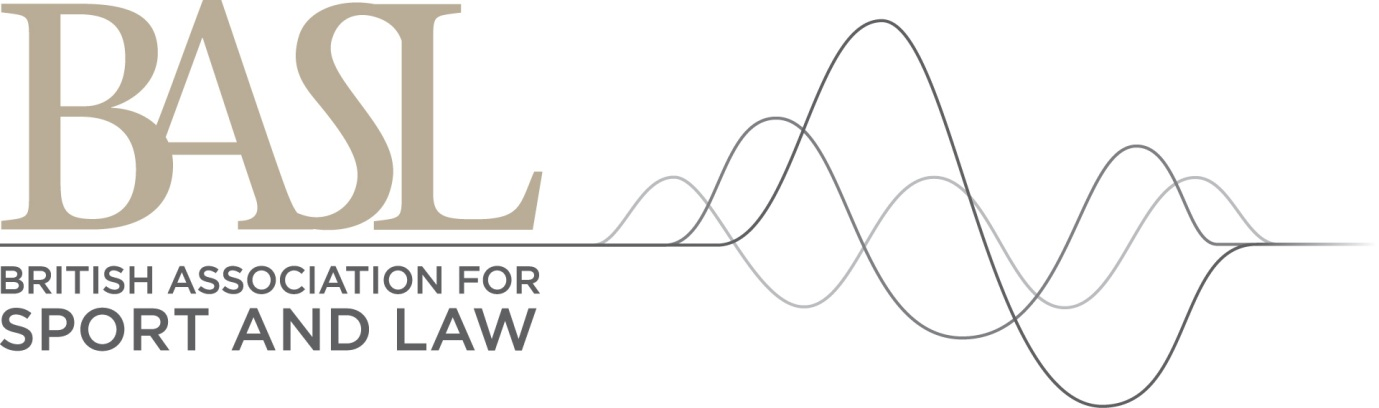 BASL
BRITISH ASSOCIATION FOR
SPORT AND LAW